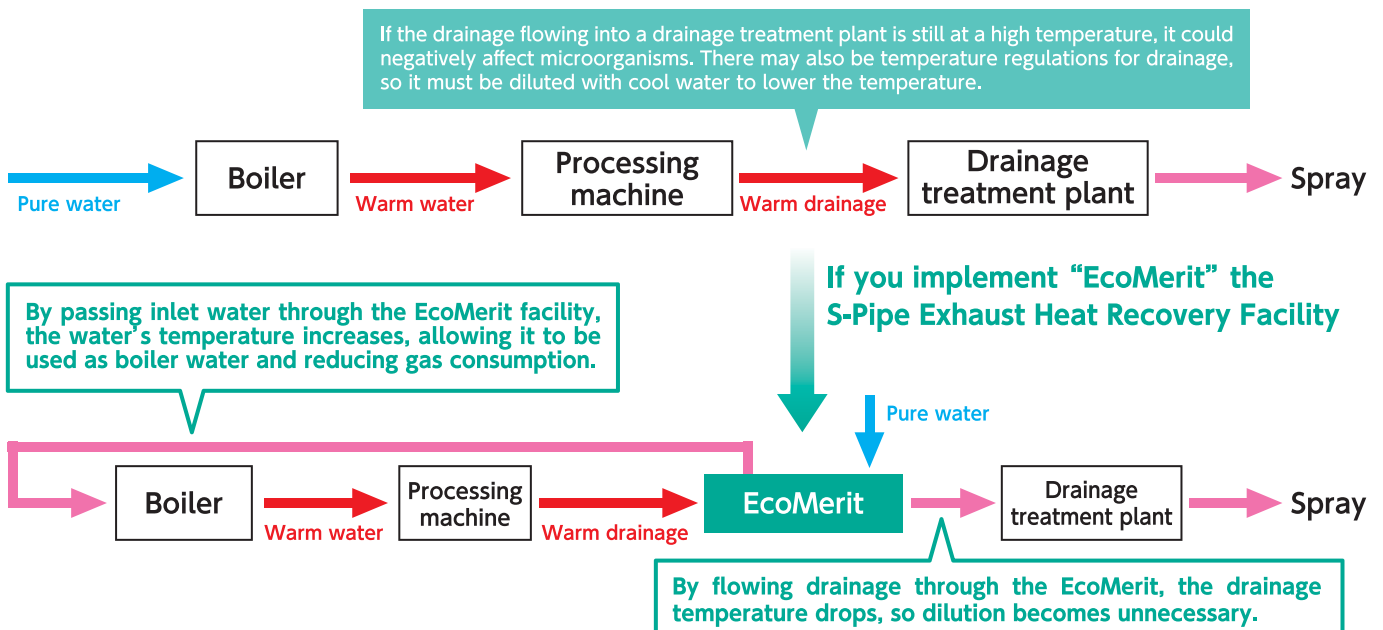 If the drainage flowing into a drainage treatment plant is still at a high temperature, it could
negatively affect microorganisms. There may also be temperature regulations for drainage,
so it must be diluted with cool water to lower the temperature.
Pure water
Boiler
Warm water
Processing
machine
Warm drainage
Drainage
treatment plant
Spray
If you implement “EcoMerit” the
S-Pipe Exhaust Heat Recovery Facility
By passing inlet water through the EcoMerit facility,
the water's temperature increases, allowing it to be
used as boiler water and reducing gas consumption.
Pure water
Boiler
Warm water
Processing
machine
Warm drainage
EcoMerit
Drainage
treatment plant
Spray
By flowing drainage through the EcoMerit, the drainage
temperature drops, so dilution becomes unnecessary.